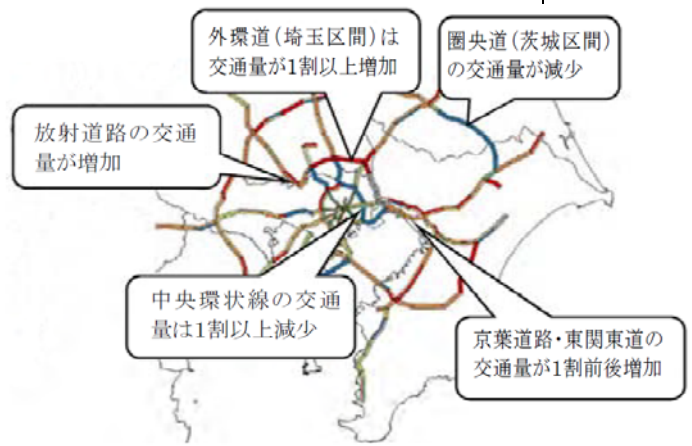 外環道(埼玉区間)は
交通量が1割以上増加
圏央道(茨城区間)
の交通量が減少
放射道路の交通
量が増加
中央環状線の交通
量は1割以上減少
京葉道路・東関東道の
交通量が1割前後増加